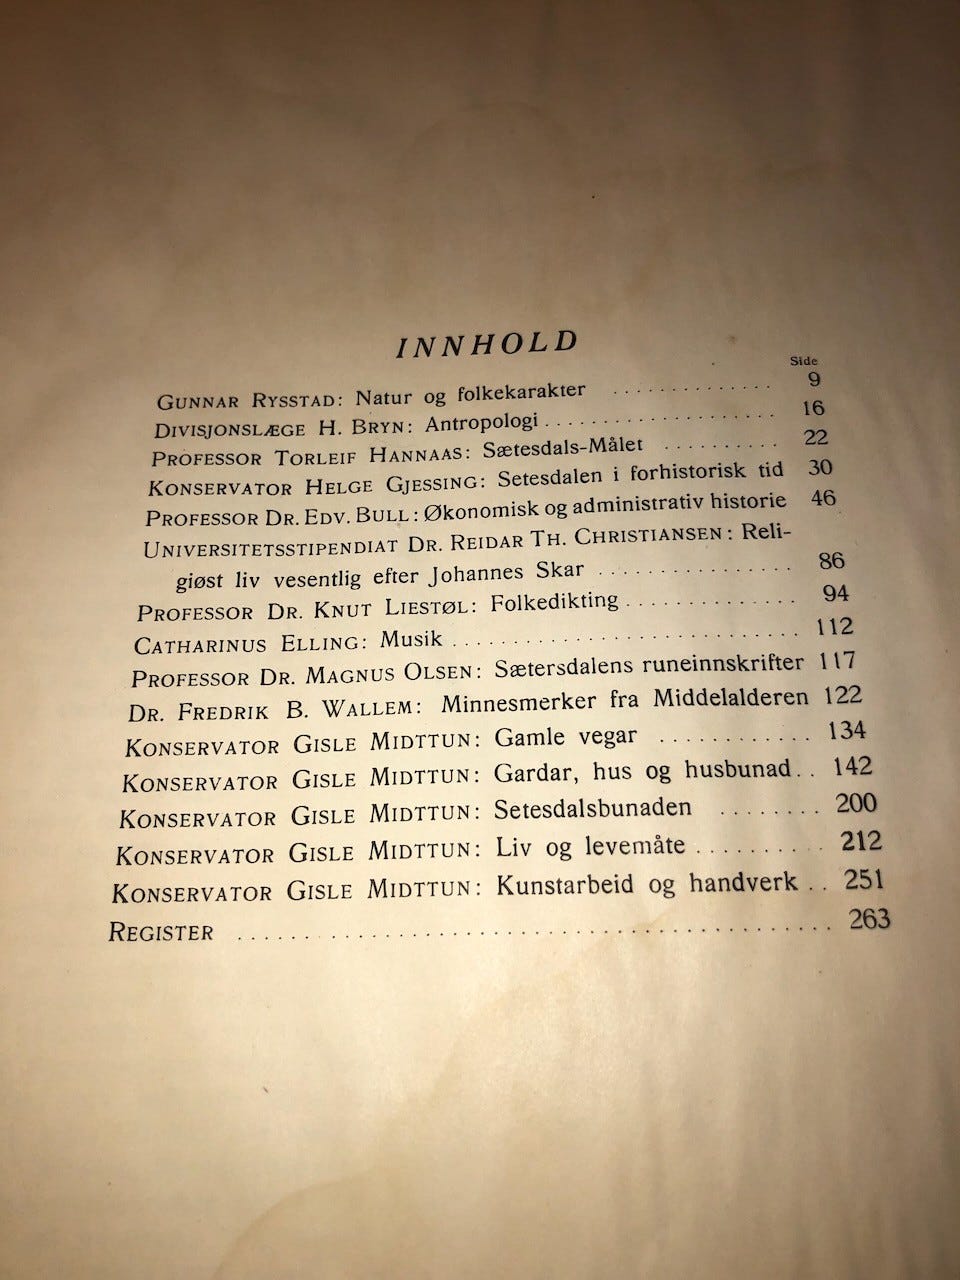 INNHOLD
Side
GUNNAR RYSSTAD: Natur og folkekarakter . . . . . . . . . . . . . 9
DIVISJONSLÆGE H. BRYN: Antropologi . . . . . . . . . . . . . . . . . . 16
PROFESSOR TORLEIF HANNAAS: Sætesdals-Målet . . . . . . . . . 22
KONSERVATOR HELGE GJESSING: Setesdalen i forhistorisk tid 30
PROFESSOR DR. EDV. BULL: Økonomisk og administrativ historie 46
UNIVERSITETSSTIPENDIAT DR. REIDAR TH. CHRISTIANSEN: Reli-
giøst liv vesentlig efter Johannes Skar . . . . . . . . . . . . . . . 86
PROFESSOR DR. KNUT LIESTØL: Folkedikting . . . . . . . . . . . . . 94
CATHARINUS ELLING: Musik . . . . . . . . . . . . . . . . . . . . . . . . . . . 112
PROFESSOR DR. MAGNUS OLSEN: Sætersdalens runeinnskrifter 117
DR. FREDRIK B. WALLEM: Minnesmerker fra Middelalderen 122
KONSERVATOR GISLE MIDTTUN: Gamle vegar . . . . . . . . . . . . 134
KONSERVATOR GISLE MIDTTUN: Gardar, hus og husbunad. . 142
KONSERVATOR GISLE MIDTTUN: Setesdalsbunaden . . . . . . . . 200
KONSERVATOR GISLE MIDTTUN: Liv og levemåte . . . . . . . . . . 212
KONSERVATOR GISLE MIDTTUN: Kunstarbeid og handverk . . 251
REGISTER . . . . . . . . . . . . . . . . . . . . . . . . . . . . . . . . . . . . . . . . . . . . . 263